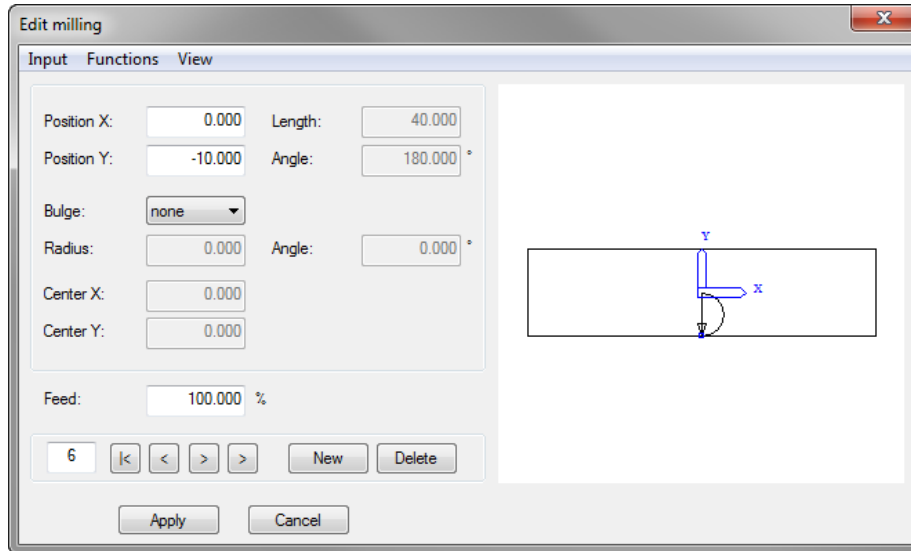 Edit milling
x
Input Functions View
Position X: 0.000 Length: 40.000
Position Y: -10.000 Angle: 180.000 °
Bulge: none
Radius: 0.000 Angle: 0.000 °
Center X: 0.000
Center Y: 0.000
Feed: 100.000 %
6 |< < > > New Delete
Apply Cancel
Y
X